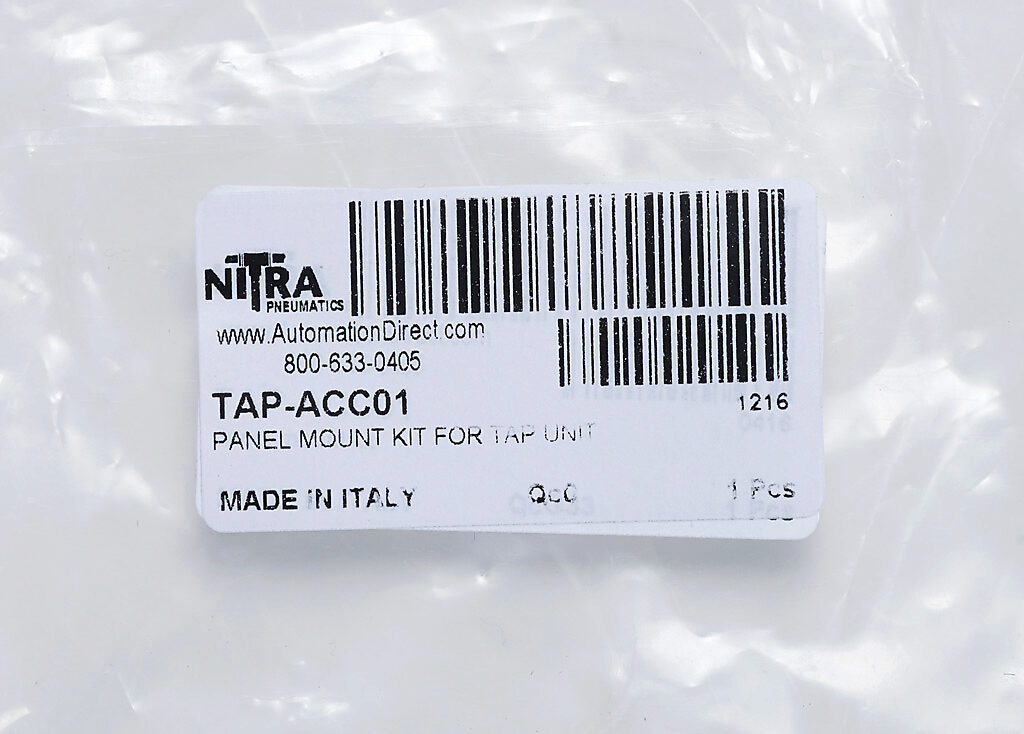 NITRA
PNEUMATICS
www.AutomationDirect.com
800-633-0405
TAP-ACC01
1216
PANEL MOUNT KIT FOR TAP UNIT
MADE IN ITALY
1 Pcs